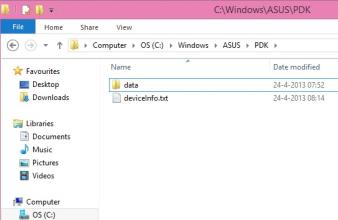 C:\Windows\ASUS\PDK
File Home Share View
Computer OS (C:) Windows ASUS PDK
Favourites
Desktop
Downloads
Libraries
Documents
Music
Pictures
Videos
Computer
OS (C:)
Name Date modified
data 24-4-2013 07:52
deviceInfo.txt 24-4-2013 08:14